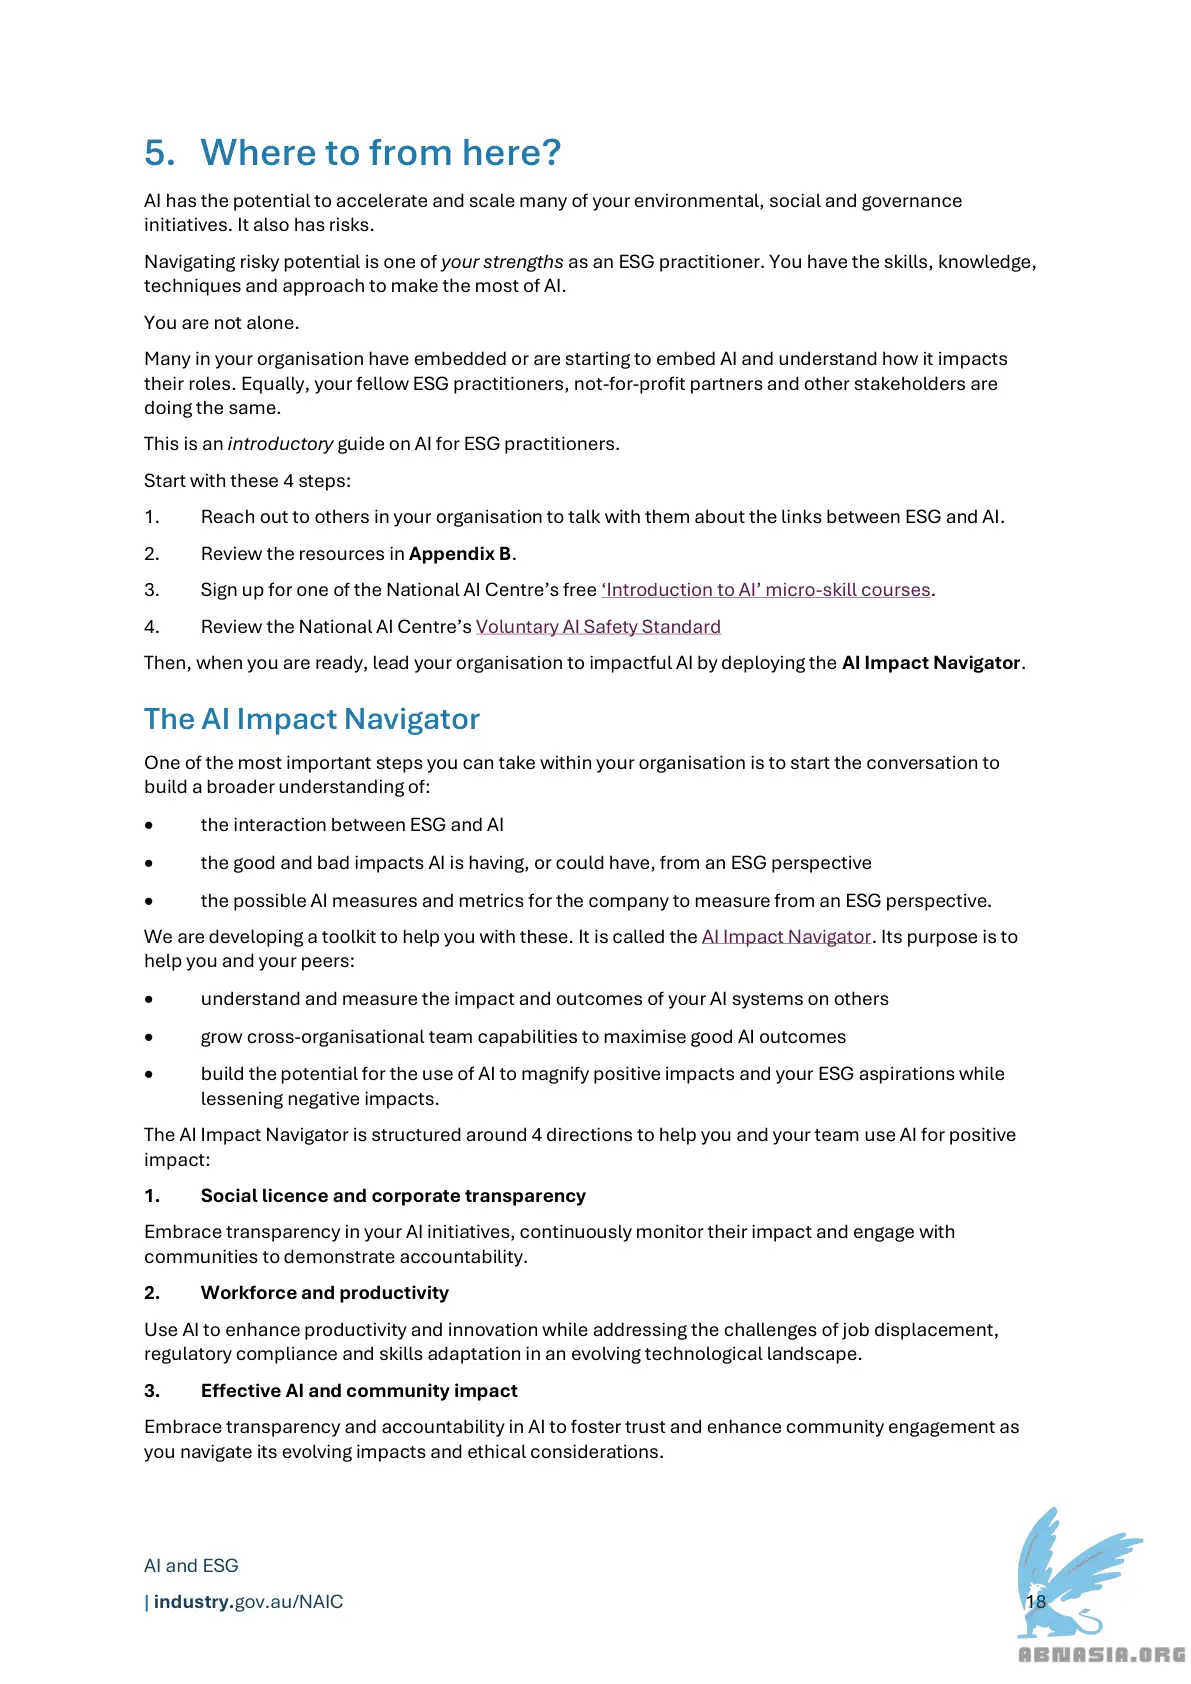 5. Where to from here?
AI has the potential to accelerate and scale many of your environmental, social and governance
initiatives. It also has risks.
Navigating risky potential is one of your strengths as an ESG practitioner. You have the skills, knowledge,
techniques and approach to make the most of AI.
You are not alone.
Many in your organisation have embedded or are starting to embed AI and understand how it impacts
their roles. Equally, your fellow ESG practitioners, not-for-profit partners and other stakeholders are
doing the same.
This is an introductory guide on AI for ESG practitioners.
Start with these 4 steps:
1. Reach out to others in your organisation to talk with them about the links between ESG and AI.
2. Review the resources in Appendix B.
3. Sign up for one of the National AI Centre’s free ‘Introduction to AI’ micro-skill courses.
4. Review the National AI Centre’s Voluntary AI Safety Standard
Then, when you are ready, lead your organisation to impactful AI by deploying the AI Impact Navigator.
The AI Impact Navigator
One of the most important steps you can take within your organisation is to start the conversation to
build a broader understanding of:
• the interaction between ESG and AI
• the good and bad impacts AI is having, or could have, from an ESG perspective
• the possible AI measures and metrics for the company to measure from an ESG perspective.
We are developing a toolkit to help you with these. It is called the AI Impact Navigator. Its purpose is to
help you and your peers:
• understand and measure the impact and outcomes of your AI systems on others
• grow cross-organisational team capabilities to maximise good AI outcomes
• build the potential for the use of AI to magnify positive impacts and your ESG aspirations while
lessening negative impacts.
The AI Impact Navigator is structured around 4 directions to help you and your team use AI for positive
impact:
1. Social licence and corporate transparency
Embrace transparency in your AI initiatives, continuously monitor their impact and engage with
communities to demonstrate accountability.
2. Workforce and productivity
Use AI to enhance productivity and innovation while addressing the challenges of job displacement,
regulatory compliance and skills adaptation in an evolving technological landscape.
3. Effective AI and community impact
Embrace transparency and accountability in AI to foster trust and enhance community engagement as
you navigate its evolving impacts and ethical considerations.
AI and ESG
| industry.gov.au/NAIC
18
ABNASIA.ORG